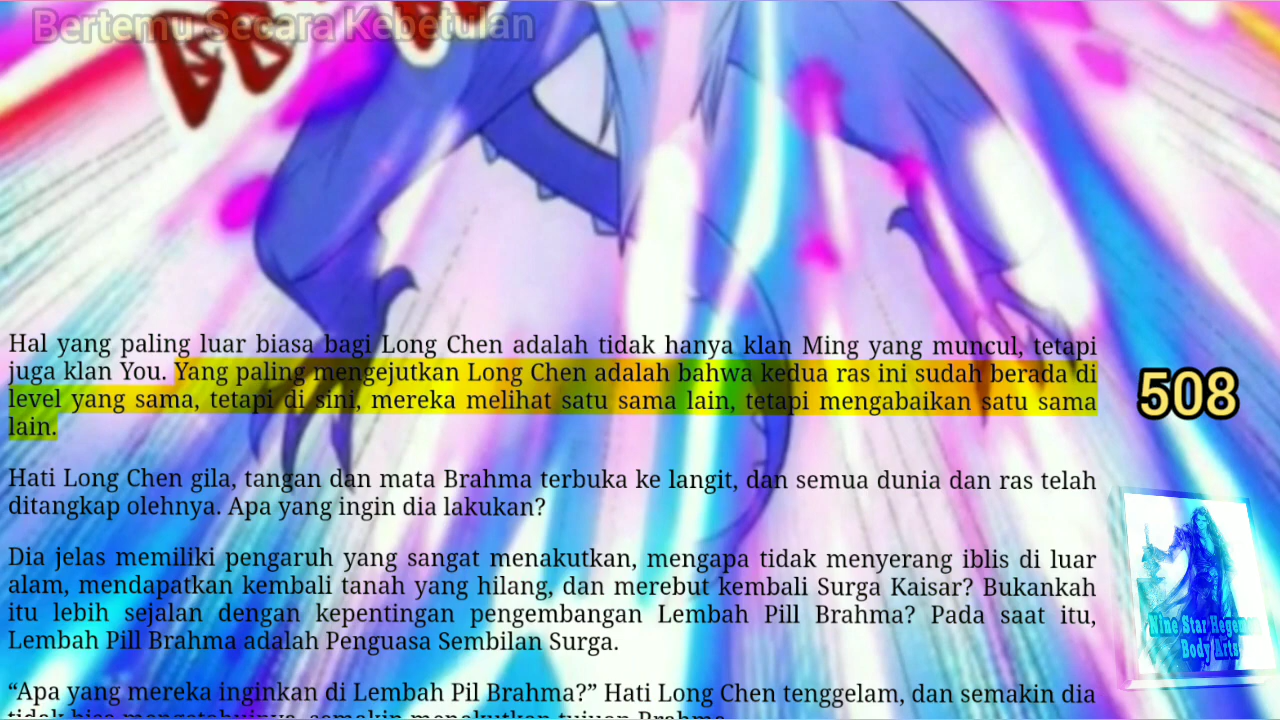 Bertemu Secara Kebetulan
Hal yang paling luar biasa bagi Long Chen adalah tidak hanya klan Ming yang muncul, tetapi
juga klan You. Yang paling mengejutkan Long Chen adalah bahwa kedua ras ini sudah berada di
level yang sama, tetapi di sini, mereka melihat satu sama lain, tetapi mengabaikan satu sama
lain.
508
Hati Long Chen gila, tangan dan mata Brahma terbuka ke langit, dan semua dunia dan ras telah
ditangkap olehnya. Apa yang ingin dia lakukan?
Dia jelas memiliki pengaruh yang sangat menakutkan, mengapa tidak menyerang iblis di luar
alam, mendapatkan kembali tanah yang hilang, dan merebut kembali Surga Kaisar? Bukankah
itu lebih sejalan dengan kepentingan pengembangan Lembah Pill Brahma? Pada saat itu,
Lembah Pill Brahma adalah Penguasa Sembilan Surga.
“Apa yang mereka inginkan di Lembah Pil Brahma?” Hati Long Chen tenggelam, dan semakin dia
Nine Star Hegemo
Body Arts